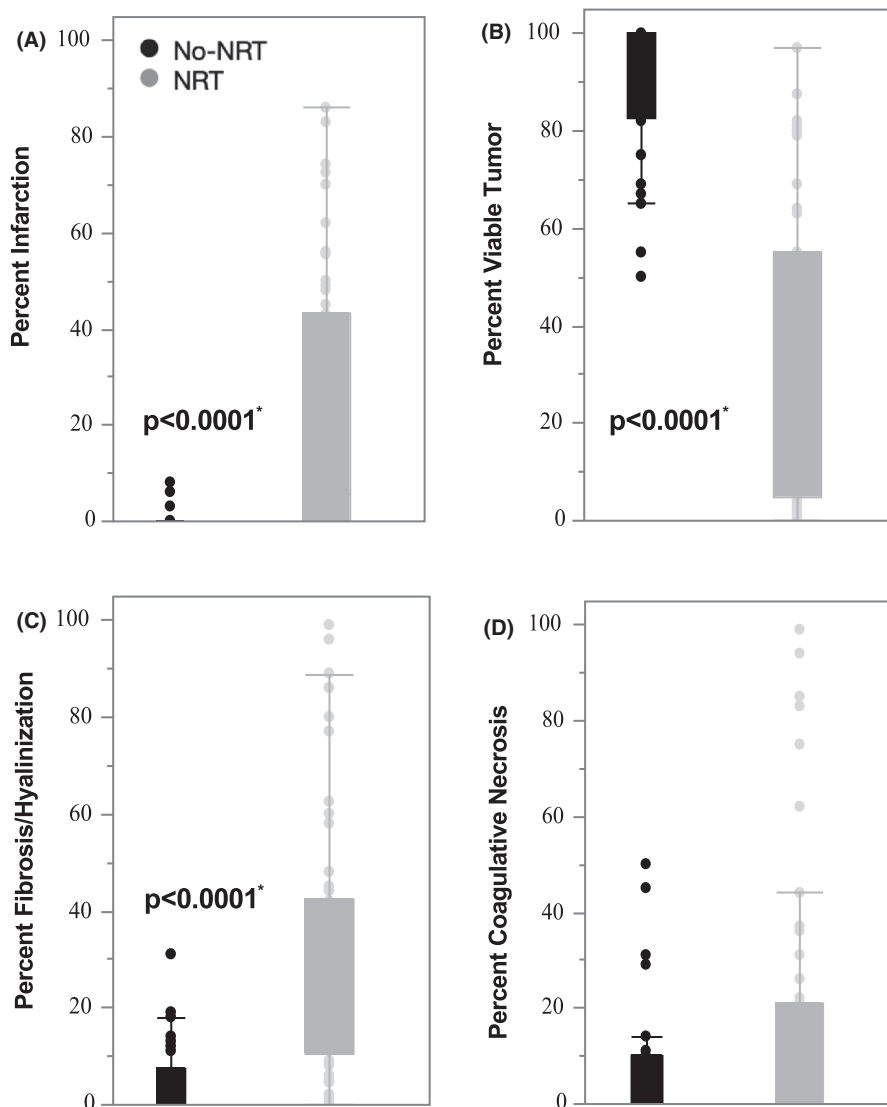 (A)
100
80
60
40
20
0
Percent Infarction
No-NRT
NRT
p<0.0001*
(B)
100
80
60
40
20
0
Percent Viable Tumor
p<0.0001*
(C)
100
80
60
40
20
0
Percent Fibrosis/Hyalinization
p<0.0001*
(D)
100
80
60
40
20
0
Percent Coagulative Necrosis